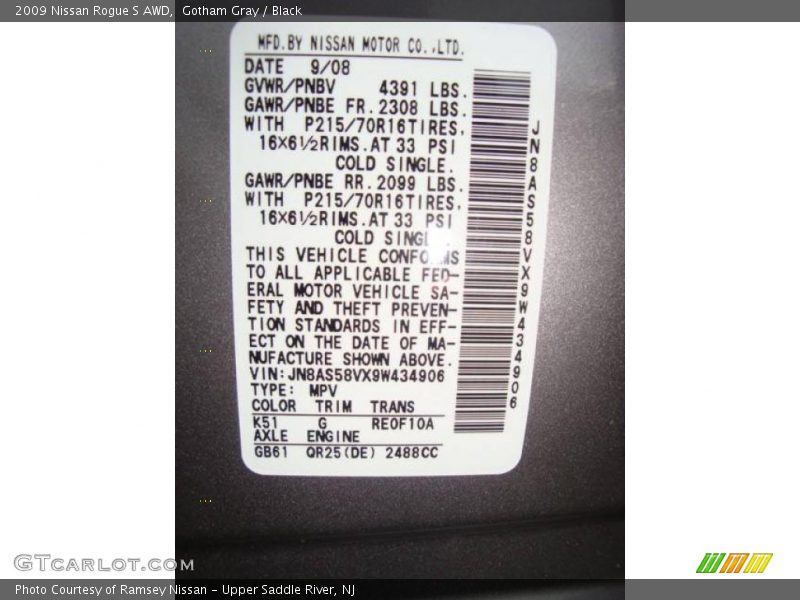 2009 Nissan Rogue S AWD,  Gotham Gray / Black
MFD.BY NISSAN MOTOR CO.,LTD.
DATE 9/08
GVWR/PNBV 4391 LBS.
GAWR/PNBE FR.2308 LBS.
WITH P215/70R16TIRES,
16X6½RIMS.AT 33 PSI
COLD SINGLE.
GAWR/PNBE RR.2099 LBS.
WITH P215/70R16TIRES,
16X6½RIMS.AT 33 PSI
COLD SINGL
THIS VEHICLE CONFORMS
TO ALL APPLICABLE FED-
ERAL MOTOR VEHICLE SA-
FETY AND THEFT PREVEN-
TION STANDARDS IN EFF-
ECT ON THE DATE OF MA-
NUFACTURE SHOWN ABOVE.
VIN:JN8AS58VX9W434906
TYPE: MPV
COLOR TRIM TRANS
K51 G RE0F10A
AXLE ENGINE
GB61 QR25(DE) 2488CC
JN8AS58VX9W434906
GTCARLOT.COM
Photo Courtesy of Ramsey Nissan - Upper Saddle River, NJ